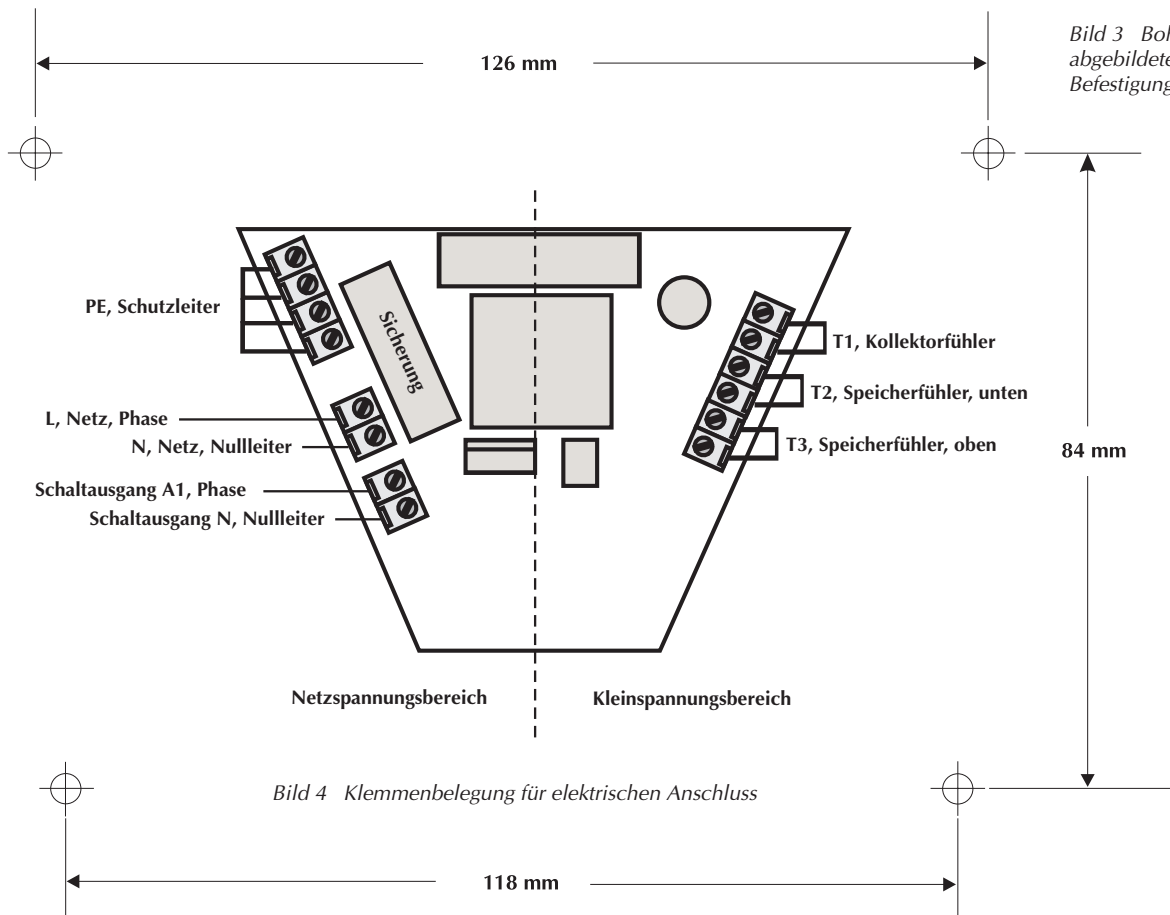 126 mm
Bild 3
abgebildete
Befestigung
PE, Schutzleiter
Sicherung
T1, Kollektorfühler
T2, Speicherfühler, unten
L, Netz, Phase
N, Netz, Nullleiter
T3, Speicherfühler, oben
84 mm
Schaltausgang A1, Phase
Schaltausgang N, Nullleiter
Netzspannungsbereich
Kleinspannungsbereich
Bild 4 Klemmenbelegung für elektrischen Anschluss
118 mm